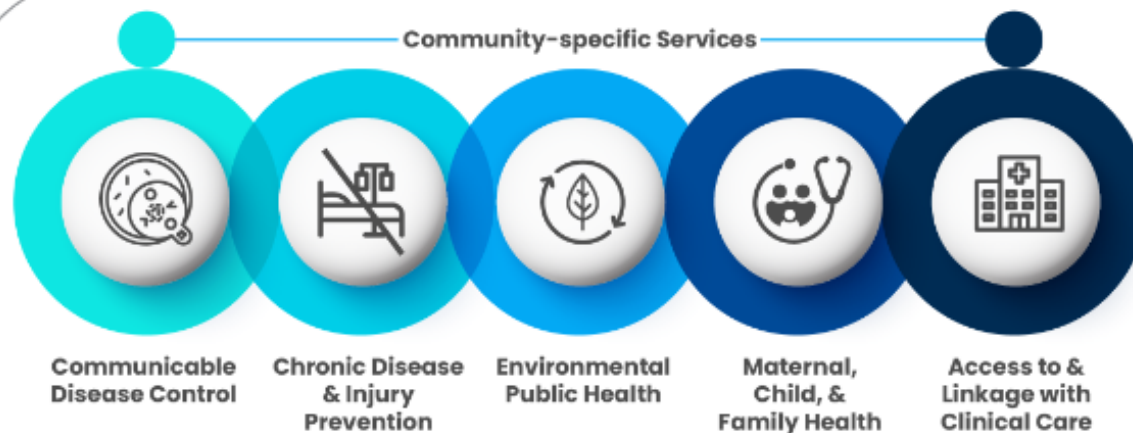 Community-specific Services
Communicable
Disease Control
Chronic Disease
& Injury
Prevention
Environmental
Public Health
Maternal,
Child, &
Family Health
Access to &
Linkage with
Clinical Care